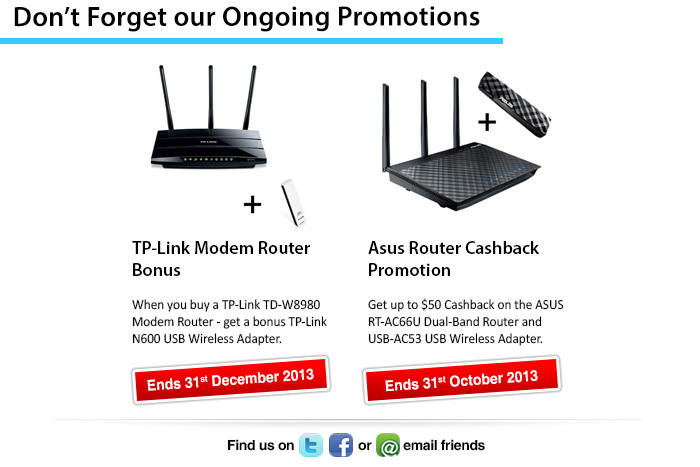 Don't Forget our Ongoing Promotions
TP-LINK
+
+
TP-Link Modem Router
Bonus
When you buy a TP-Link TD-W8980
Modem Router - get a bonus TP-Link
N600 USB Wireless Adapter.
Ends 31st December 2013
Asus Router Cashback
Promotion
Get up to $50 Cashback on the ASUS
RT-AC66U Dual-Band Router and
USB-AC53 USB Wireless Adapter.
Ends 31st October 2013
Find us on t f or @ email friends